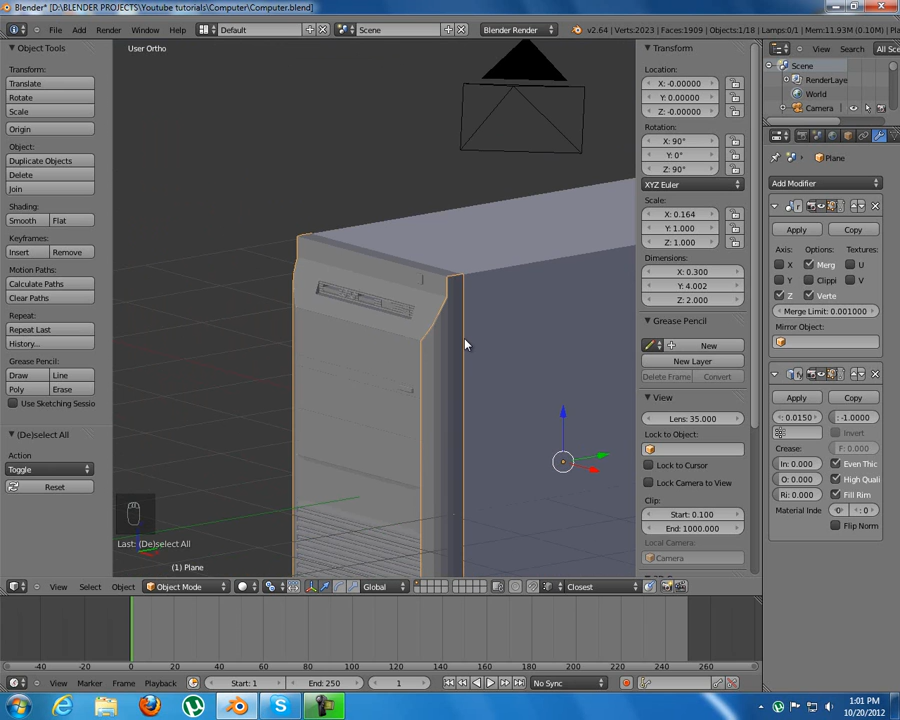 Blender* [D:\BLENDER PROJECTS\Youtube tutorials\Computer\Computer.blend]
File Add Render Window Help Default Scene Blender Render v2.64 | Verts:2023 | Faces:1909 | Objects:1/18 | Lamps:0/1 | Mem:11.93M (0.10M) | Plane
Object Tools
Transform:
Translate
Rotate
Scale
Origin
Object:
Duplicate Objects
Delete
Join
Shading:
Smooth Flat
Keyframes:
Insert Remove
Motion Paths:
Calculate Paths
Clear Paths
Repeat:
Repeat Last
History...
Grease Pencil:
Draw Line
Poly Erase
Use Sketching Sessio
(De)select All
Action
Toggle
Reset
User Ortho
Last: (De)select All
(1) Plane
Transform
Location:
X: -0.00000
Y: 0.00000
Z: -0.00000
Rotation:
X: 90°
Y: 0°
Z: 90°
XYZ Euler
Scale:
X: 0.164
Y: 1.000
Z: 1.000
Dimensions:
X: 0.300
Y: 4.002
Z: 2.000
Grease Pencil
New
New Layer
Delete Frame Convert
View
Lens: 35.000
Lock to Object:
Lock to Cursor
Lock Camera to View
Clip:
Start: 0.100
End: 1000.000
Local Camera:
Camera
View Search All Sce
Scene
RenderLaye
World
Camera
Plane
Add Modifier
Apply Copy
Axis: Options: Textures:
X Merg U
Y Clippi V
Z Verte
Merge Limit: 0.001000
Mirror Object:
Apply Copy
: 0.0150 : -1.0000
Invert
Crease: F: 0.000
In: 0.000 Even Thic
O: 0.000 High Quali
Ri: 0.000 Fill Rim
Material Inde 0 : 0
Flip Norm
View Select Object Object Mode Global Closest
-40 -20 0 20 40 60 80 100 120 140 160 180 200 220 240 260
View Marker Frame Playback Start: 1 End: 250 1 No Sync
1:01 PM
10/20/2012